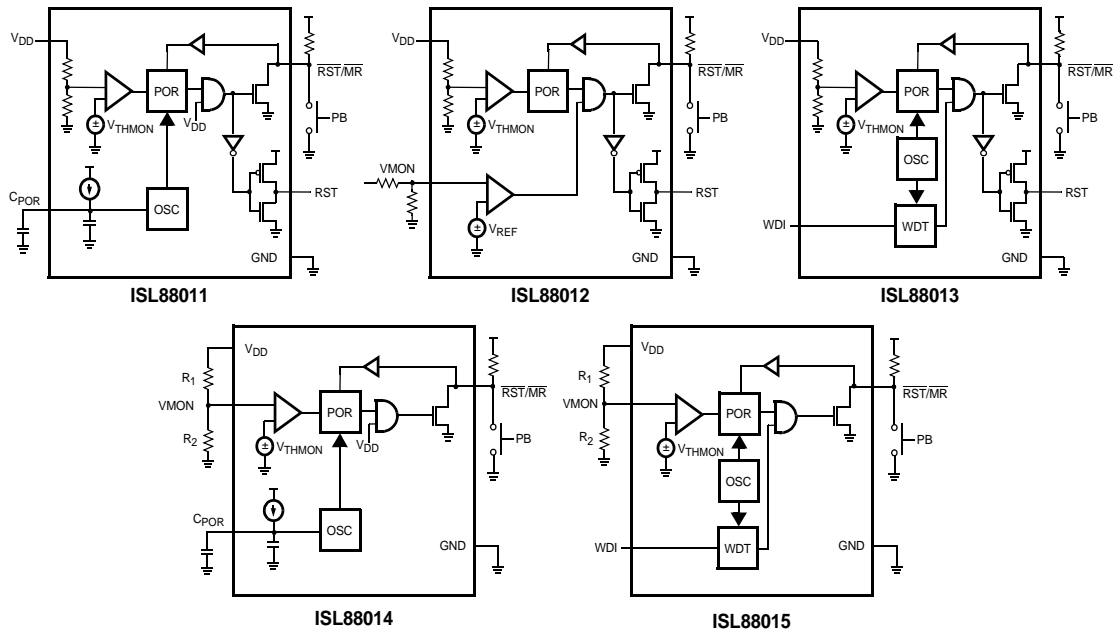 VDD
POR
VTHMON
VDD
RST/MR
PB
RST
CPOR
OSC
GND
ISL88011
VDD
POR
VTHMON
RST/MR
PB
VMON
VREF
RST
GND
ISL88012
VDD
POR
VTHMON
RST/MR
PB
OSC
RST
WDI
WDT
GND
ISL88013
VDD
R1
VMON
R2
POR
VTHMON
VDD
RST/MR
PB
CPOR
OSC
GND
ISL88014
VDD
R1
VMON
R2
POR
VTHMON
RST/MR
PB
OSC
WDI
WDT
GND
ISL88015